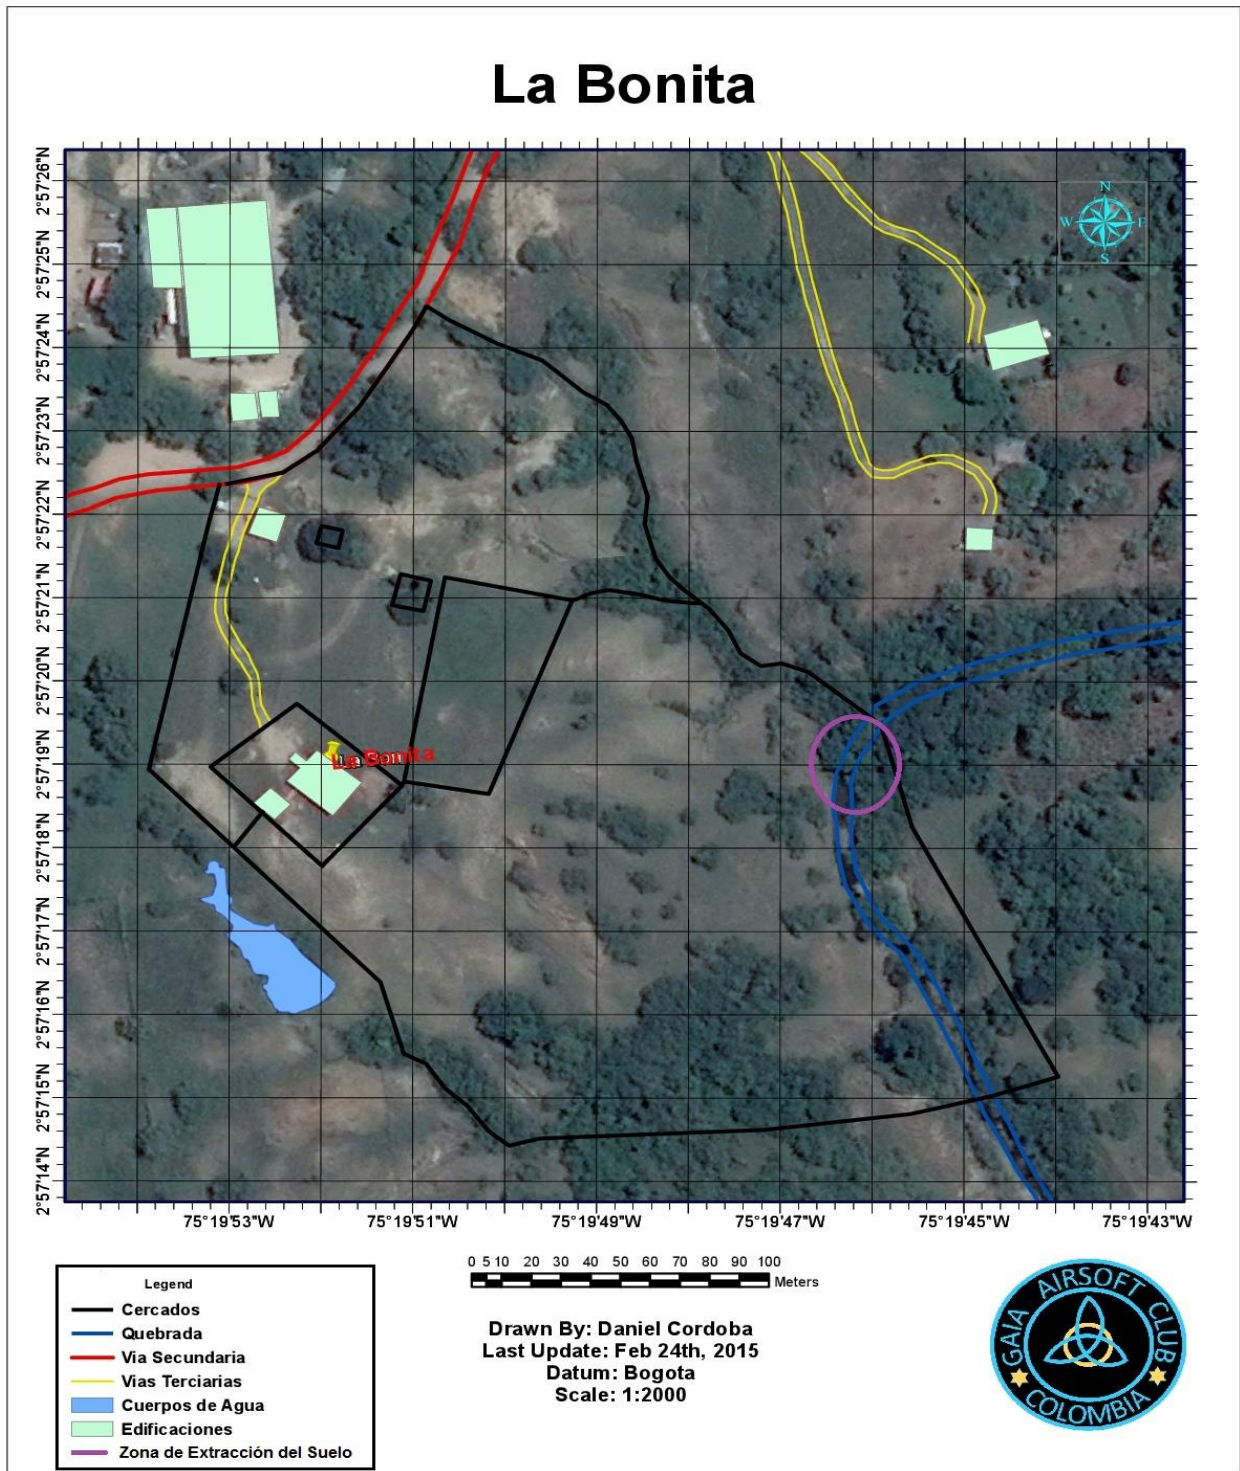 La Bonita
2°57'26"N
2°57'25"N
2°57'24"N
2°57'23"N
2°57'22"N
2°57'21"N
2°57'20"N
2°57'19"N
2°57'18"N
2°57'17"N
2°57'16"N
2°57'15"N
2°57'14"N
N
W E
S
La Bonita
75°19'53"W 75°19'51"W 75°19'49"W 75°19'47"W 75°19'45"W 75°19'43"W
Legend
Cercados
Quebrada
Via Secundaria
Vias Terciarias
Cuerpos de Agua
Edificaciones
Zona de Extracción del Suelo
0 5 10 20 30 40 50 60 70 80 90 100
Meters
Drawn By: Daniel Cordoba
Last Update: Feb 24th, 2015
Datum: Bogota
Scale: 1:2000
GAIA AIRSOFT CLUB
COLOMBIA